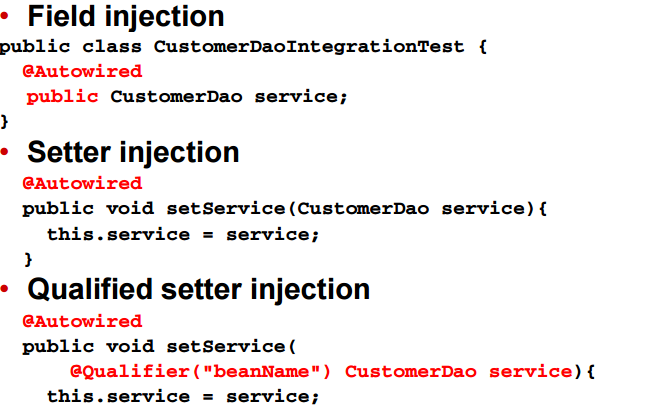 • Field injection
public class CustomerDaoIntegrationTest {
@Autowired
public CustomerDao service;
}
• Setter injection
@Autowired
public void setService(CustomerDao service){
this.service = service;
}
• Qualified setter injection
@Autowired
public void setService(
@Qualifier("beanName") CustomerDao service){
this.service = service;